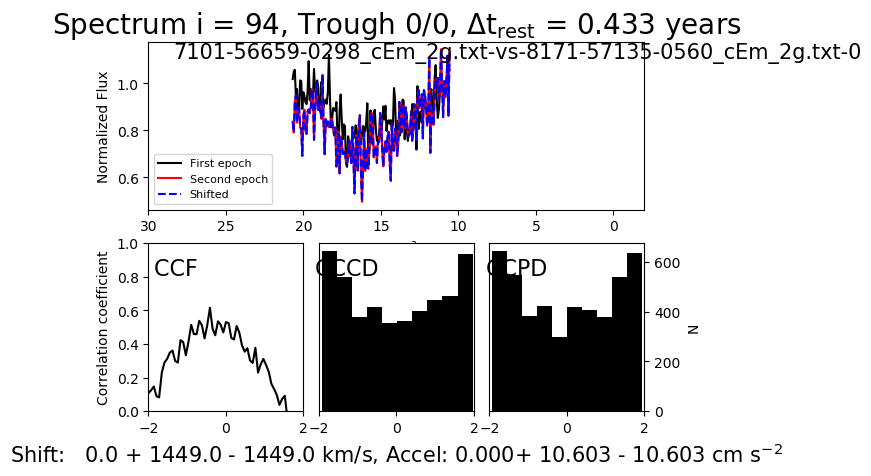 Spectrum i = 94, Trough 0/0, Δt_rest = 0.433 years
7101-56659-0298_cEm_2g.txt-vs-8171-57135-0560_cEm_2g.txt-0
Normalized Flux
1.0
0.8
0.6
First epoch
Second epoch
Shifted
30 25 20 15 10 5 0
Correlation coefficient
1.0
0.8
0.6
0.4
0.2
0.0
CCF
CCCD
CCPD
600
400
200
0
N
−2 0 2
−2 0 2
−2 0 2
Shift: 0.0 + 1449.0 - 1449.0 km/s, Accel: 0.000+ 10.603 - 10.603 cm s⁻²